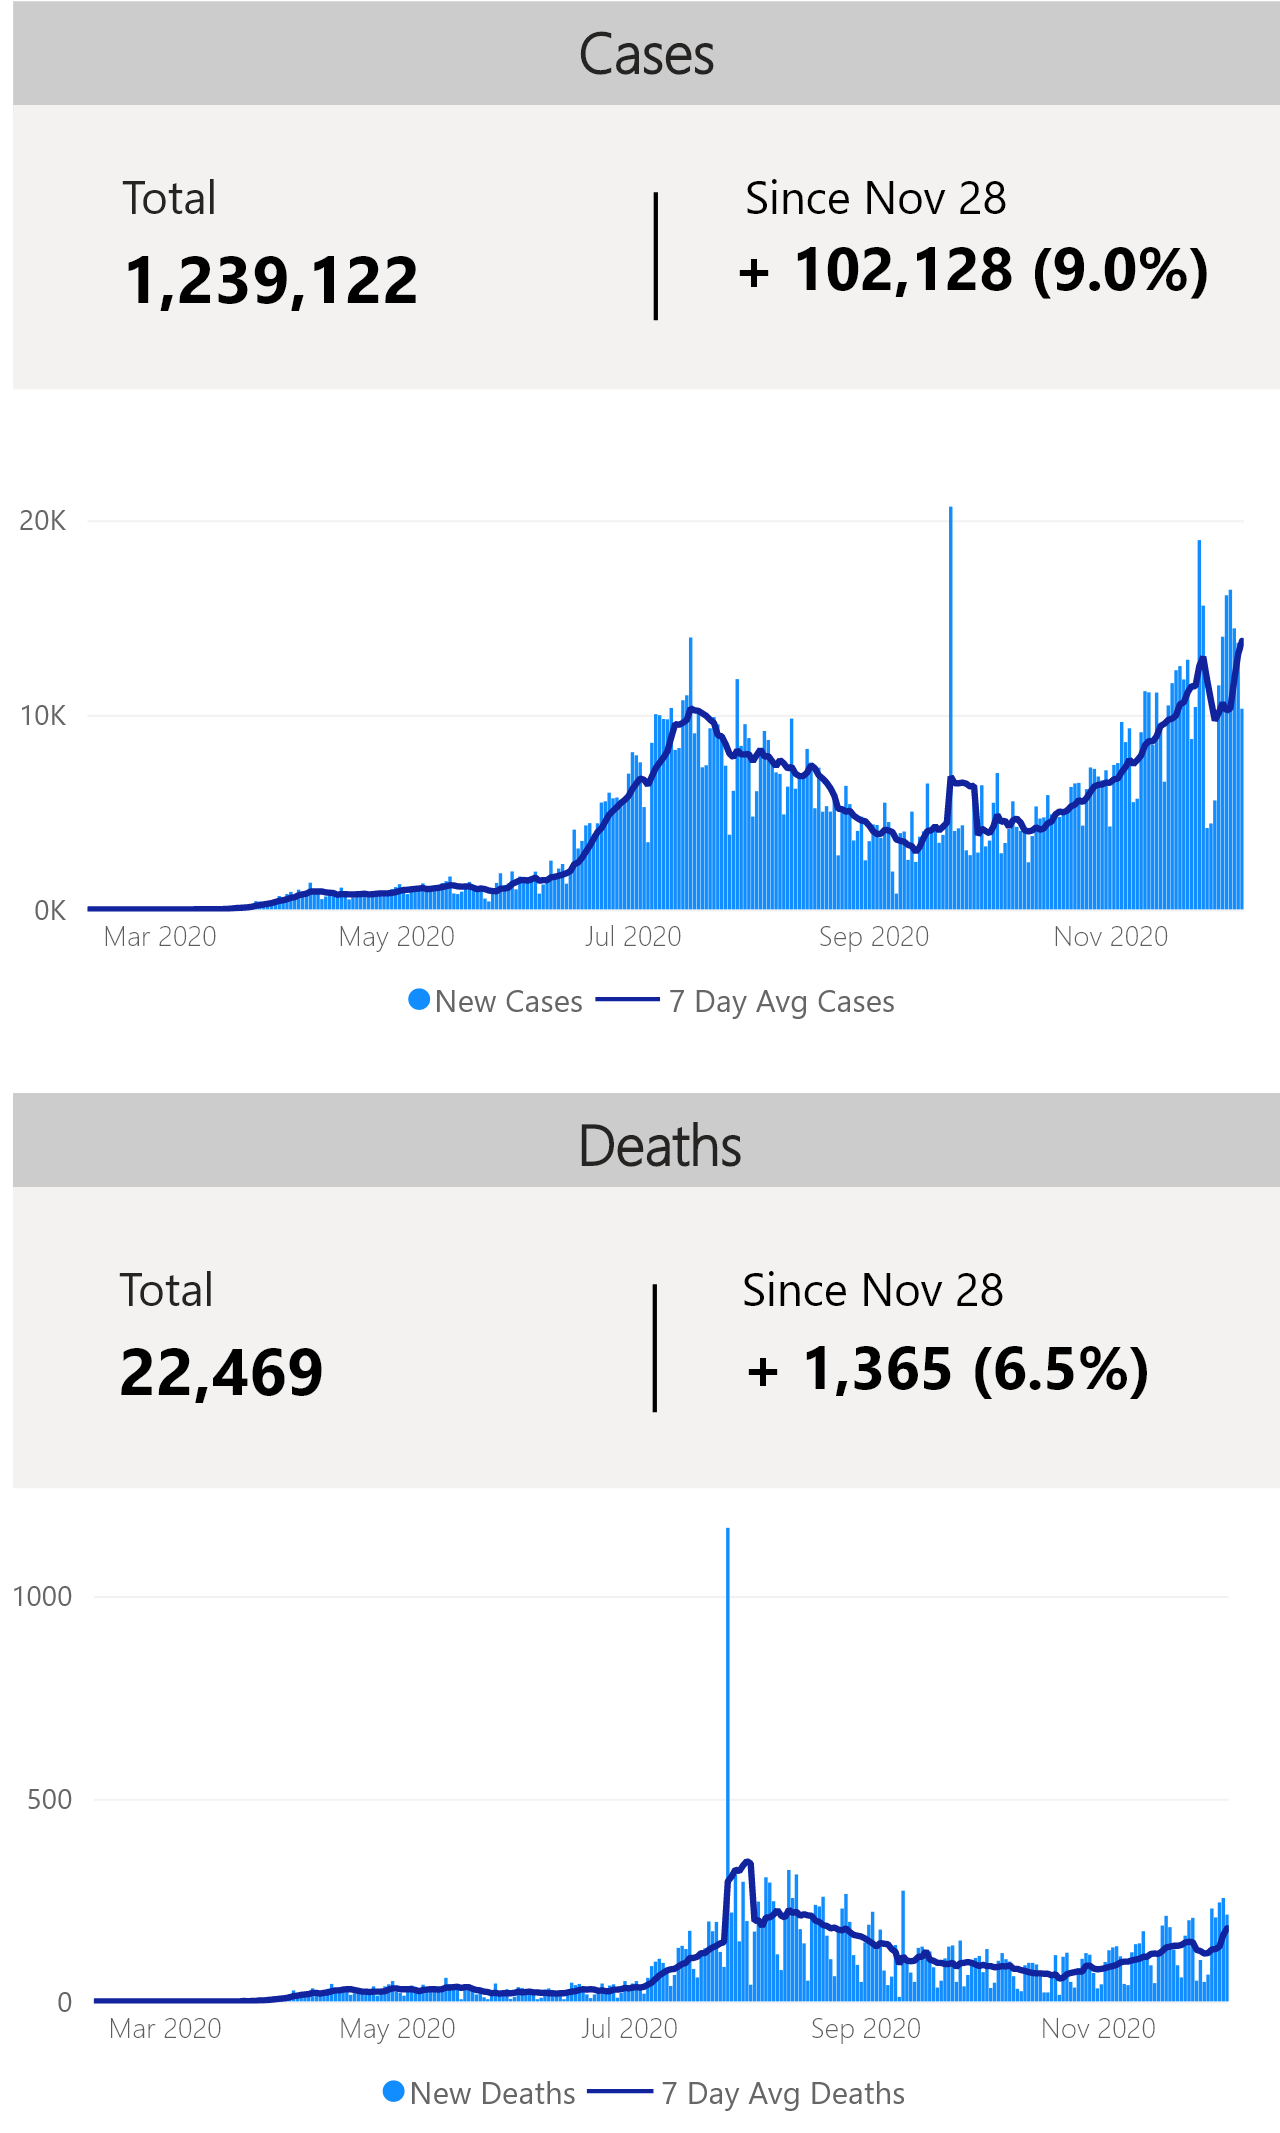 Cases
Total
Since Nov 28
1,239,122
+ 102,128 (9.0%)
20K
10K
0K
Mar 2020 May 2020 Jul 2020 Sep 2020 Nov 2020
New Cases 7 Day Avg Cases
Deaths
Total
Since Nov 28
22,469
+ 1,365 (6.5%)
1000
500
0
Mar 2020 May 2020 Jul 2020 Sep 2020 Nov 2020
New Deaths 7 Day Avg Deaths